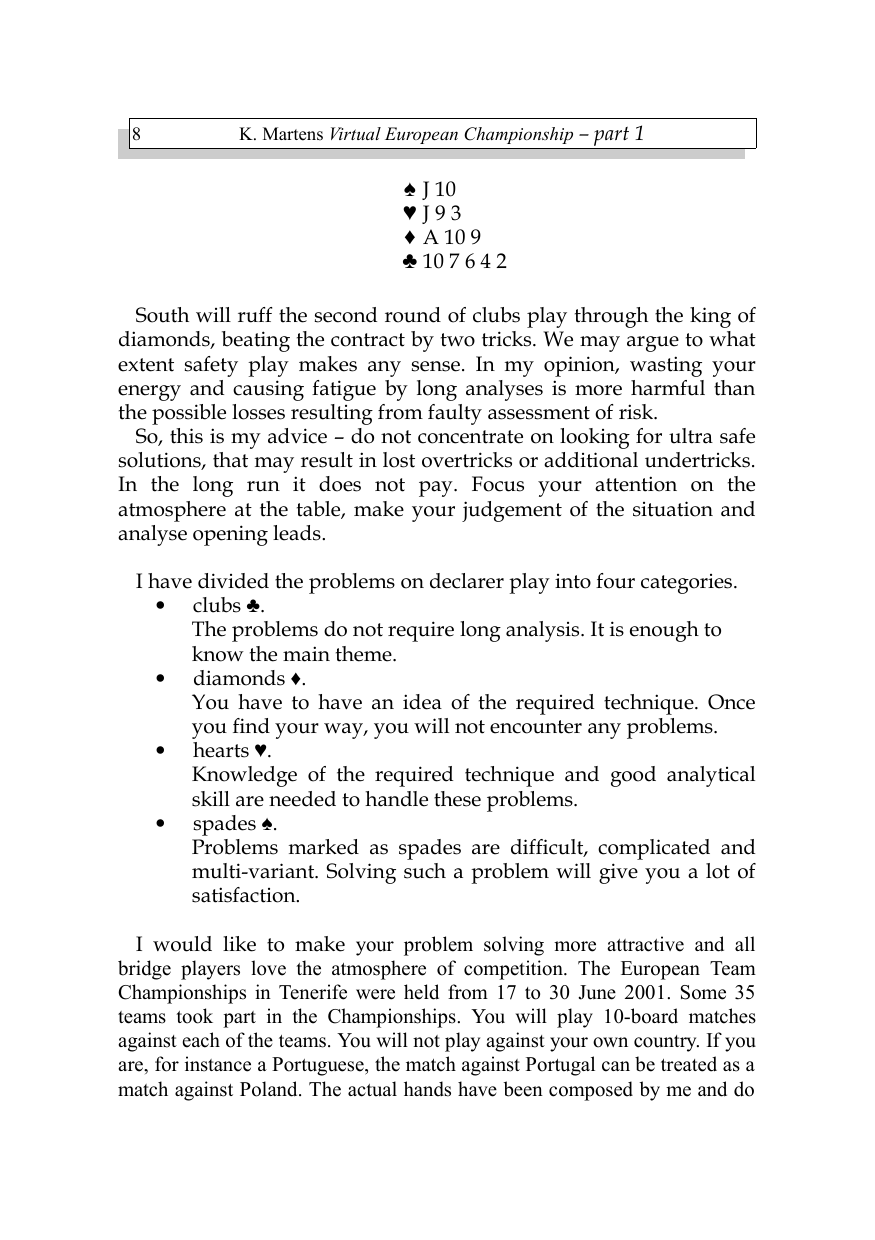 8 K. Martens Virtual European Championship – part 1
♠ J 10
♥ J 9 3
♦ A 10 9
♣ 10 7 6 4 2
South will ruff the second round of clubs play through the king of
diamonds, beating the contract by two tricks. We may argue to what
extent safety play makes any sense. In my opinion, wasting your
energy and causing fatigue by long analyses is more harmful than
the possible losses resulting from faulty assessment of risk.
So, this is my advice – do not concentrate on looking for ultra safe
solutions, that may result in lost overtricks or additional undertricks.
In the long run it does not pay. Focus your attention on the
atmosphere at the table, make your judgement of the situation and
analyse opening leads.
I have divided the problems on declarer play into four categories.
• clubs ♣.
The problems do not require long analysis. It is enough to
know the main theme.
• diamonds ♦.
You have to have an idea of the required technique. Once
you find your way, you will not encounter any problems.
• hearts ♥.
Knowledge of the required technique and good analytical
skill are needed to handle these problems.
• spades ♠.
Problems marked as spades are difficult, complicated and
multi-variant. Solving such a problem will give you a lot of
satisfaction.
I would like to make your problem solving more attractive and all
bridge players love the atmosphere of competition. The European Team
Championships in Tenerife were held from 17 to 30 June 2001. Some 35
teams took part in the Championships. You will play 10-board matches
against each of the teams. You will not play against your own country. If you
are, for instance a Portuguese, the match against Portugal can be treated as a
match against Poland. The actual hands have been composed by me and do